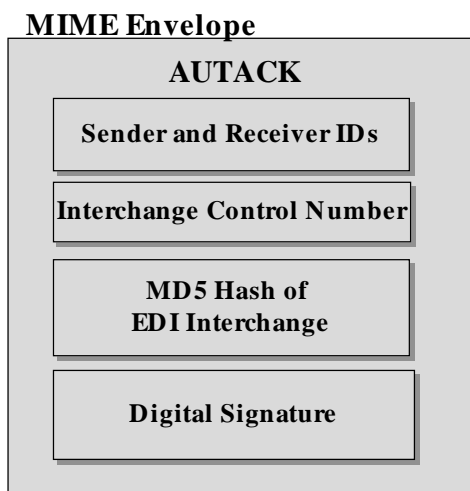 MIME Envelope
AUTACK
Sender and Receiver IDs
Interchange Control Number
MD5 Hash of
EDI Interchange
Digital Signature